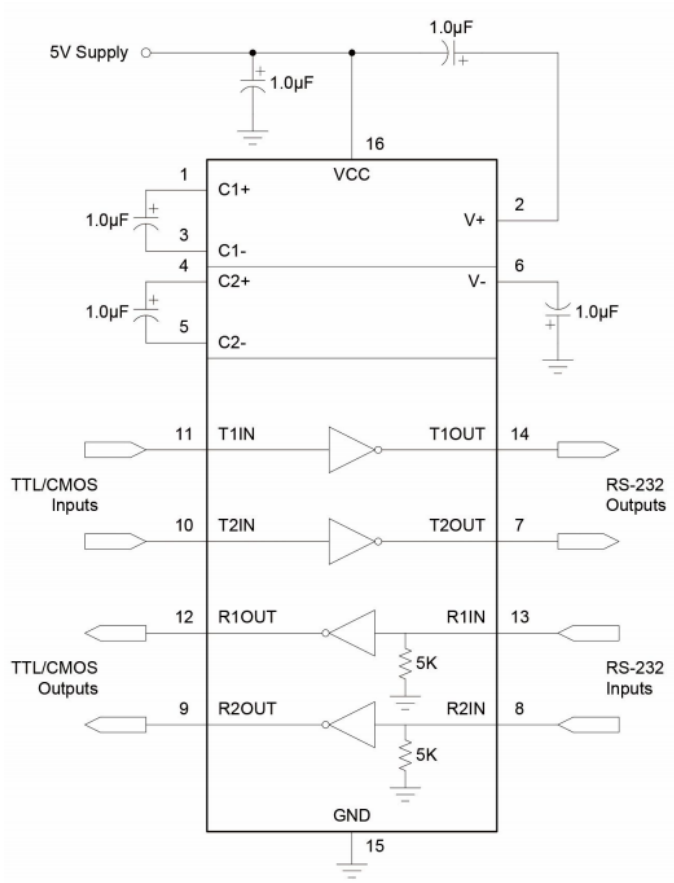 1.0µF
5V Supply
+
+
1.0µF
16
VCC
1
C1+
2
V+
1.0µF
+
3
C1-
4
C2+
6
V-
1.0µF
+
5
C2-
+
1.0µF
11
T1IN
T1OUT
14
TTL/CMOS
Inputs
RS-232
Outputs
10
T2IN
T2OUT
7
12
R1OUT
R1IN
13
5K
TTL/CMOS
Outputs
RS-232
Inputs
9
R2OUT
R2IN
8
5K
GND
15